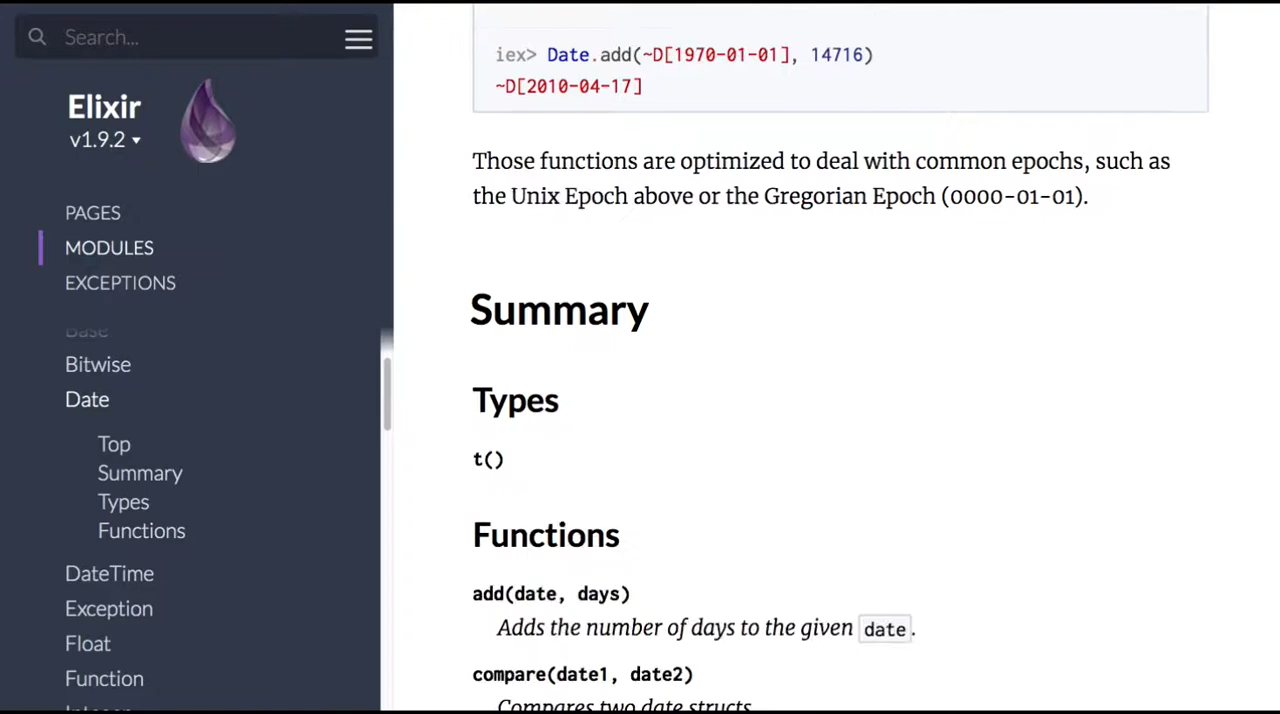 Search...
Elixir
v1.9.2
PAGES
MODULES
EXCEPTIONS
Base
Bitwise
Date
Top
Summary
Types
Functions
DateTime
Exception
Float
Function
Integer
iex> Date.add(~D[1970-01-01], 14716)
~D[2010-04-17]
Those functions are optimized to deal with common epochs, such as
the Unix Epoch above or the Gregorian Epoch (0000-01-01).
Summary
Types
t()
Functions
add(date, days)
Adds the number of days to the given date.
compare(date1, date2)
Compares two date structs.